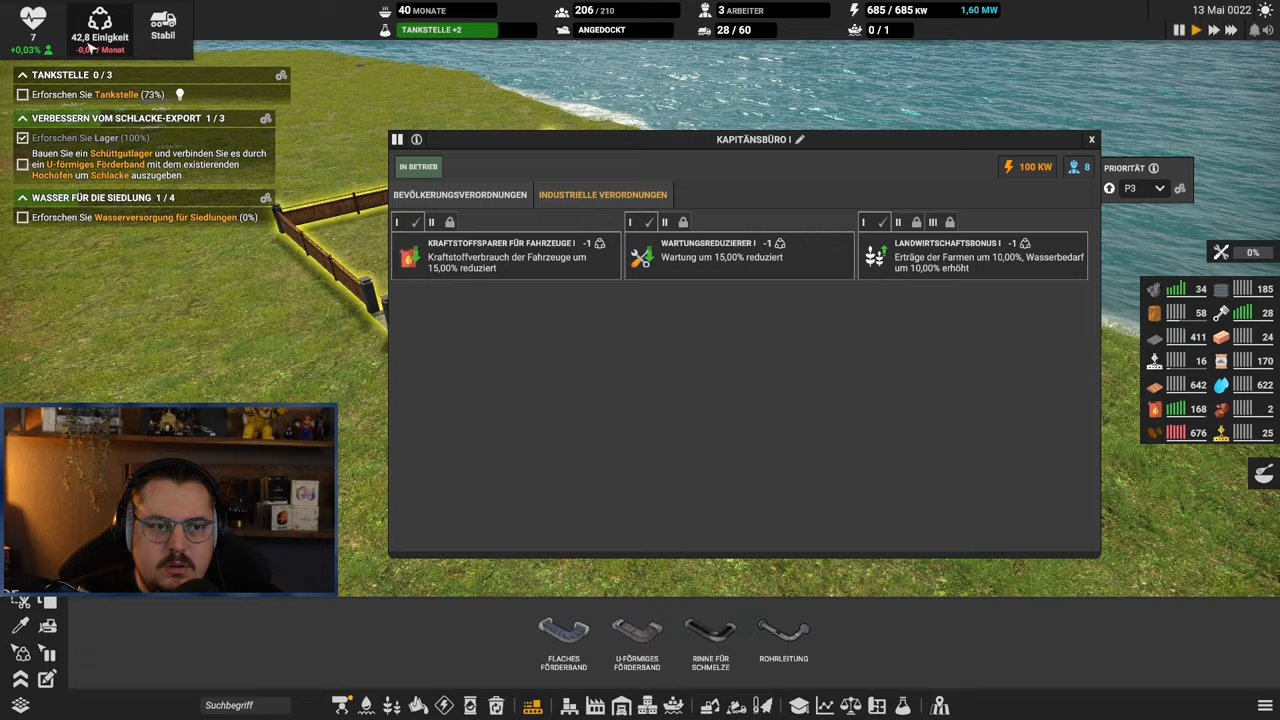 7
+0,03%
42,8 Einigkeit
Monat
Stabil
40 MONATE
TANKSTELLE +2
206 / 210
ANGEDOCKT
3 ARBEITER
28 / 60
685 / 685 KW
1,60 MW
0 / 1
13 Mai 0022
TANKSTELLE 0 / 3
Erforschen Sie Tankstelle (73%)
VERBESSERN VOM SCHLACKE-EXPORT 1 / 3
Erforschen Sie Lager (100%)
Bauen Sie ein Schüttgutlager und verbinden Sie es durch
ein U-förmiges Förderband mit dem existierenden
Hochofen um Schlacke auszugeben
WASSER FÜR DIE SIEDLUNG 1 / 4
Erforschen Sie Wasserversorgung für Siedlungen (0%)
KAPITÄNSBÜRO I
X
IN BETRIEB
100 KW
8
BEVÖLKERUNGSVERORDNUNGEN
INDUSTRIELLE VERORDNUNGEN
I II
KRAFTSTOFFSPARER FÜR FAHRZEUGE I -1
Kraftstoffverbrauch der Fahrzeuge um
15,00% reduziert
I II
WARTUNGSREDUZIERER I -1
Wartung um 15,00% reduziert
I II III
LANDWIRTSCHAFTSBONUS I -1
Erträge der Farmen um 10,00%, Wasserbedarf
um 10,00% erhöht
PRIORITÄT
P3
0%
34 185
58 28
411 24
16 170
642 622
168 2
676 25
FLACHES
FÖRDERBAND
U-FÖRMIGES
FÖRDERBAND
RINNE FÜR
SCHMELZE
ROHRLEITUNG
Suchbegriff